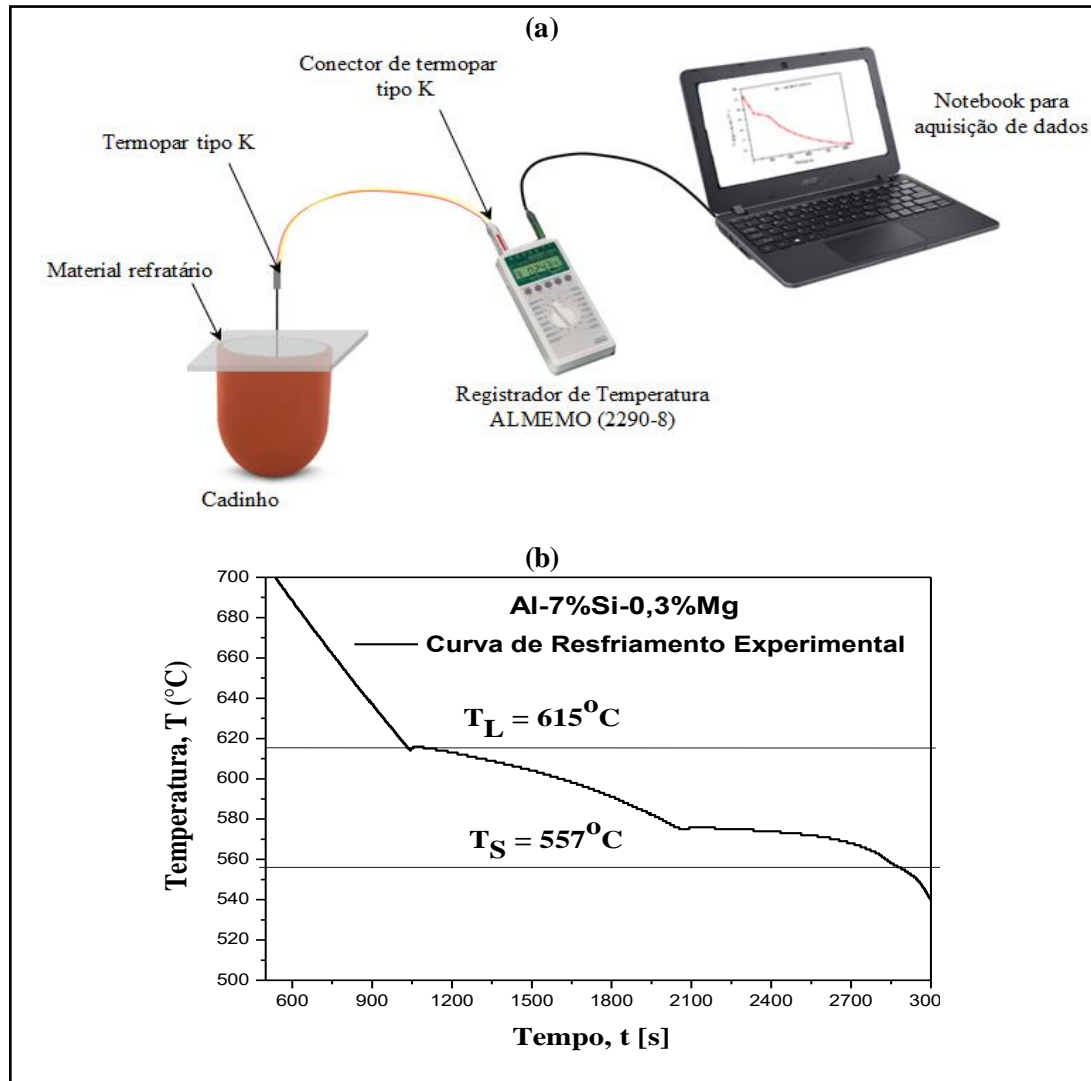 (a)
Conector de termopar
tipo K
Notebook para
aquisição de dados
Termopar tipo K
Material refratário
Registrador de Temperatura
ALMEMO (2290-8)
Cadinho
(b)
Al-7%Si-0,3%Mg
Curva de Resfriamento Experimental
T_L = 615°C
T_S = 557°C
Temperatura, T (°C)
700
680
660
640
620
600
580
560
540
520
500
600 900 1200 1500 1800 2100 2400 2700 300
Tempo, t [s]